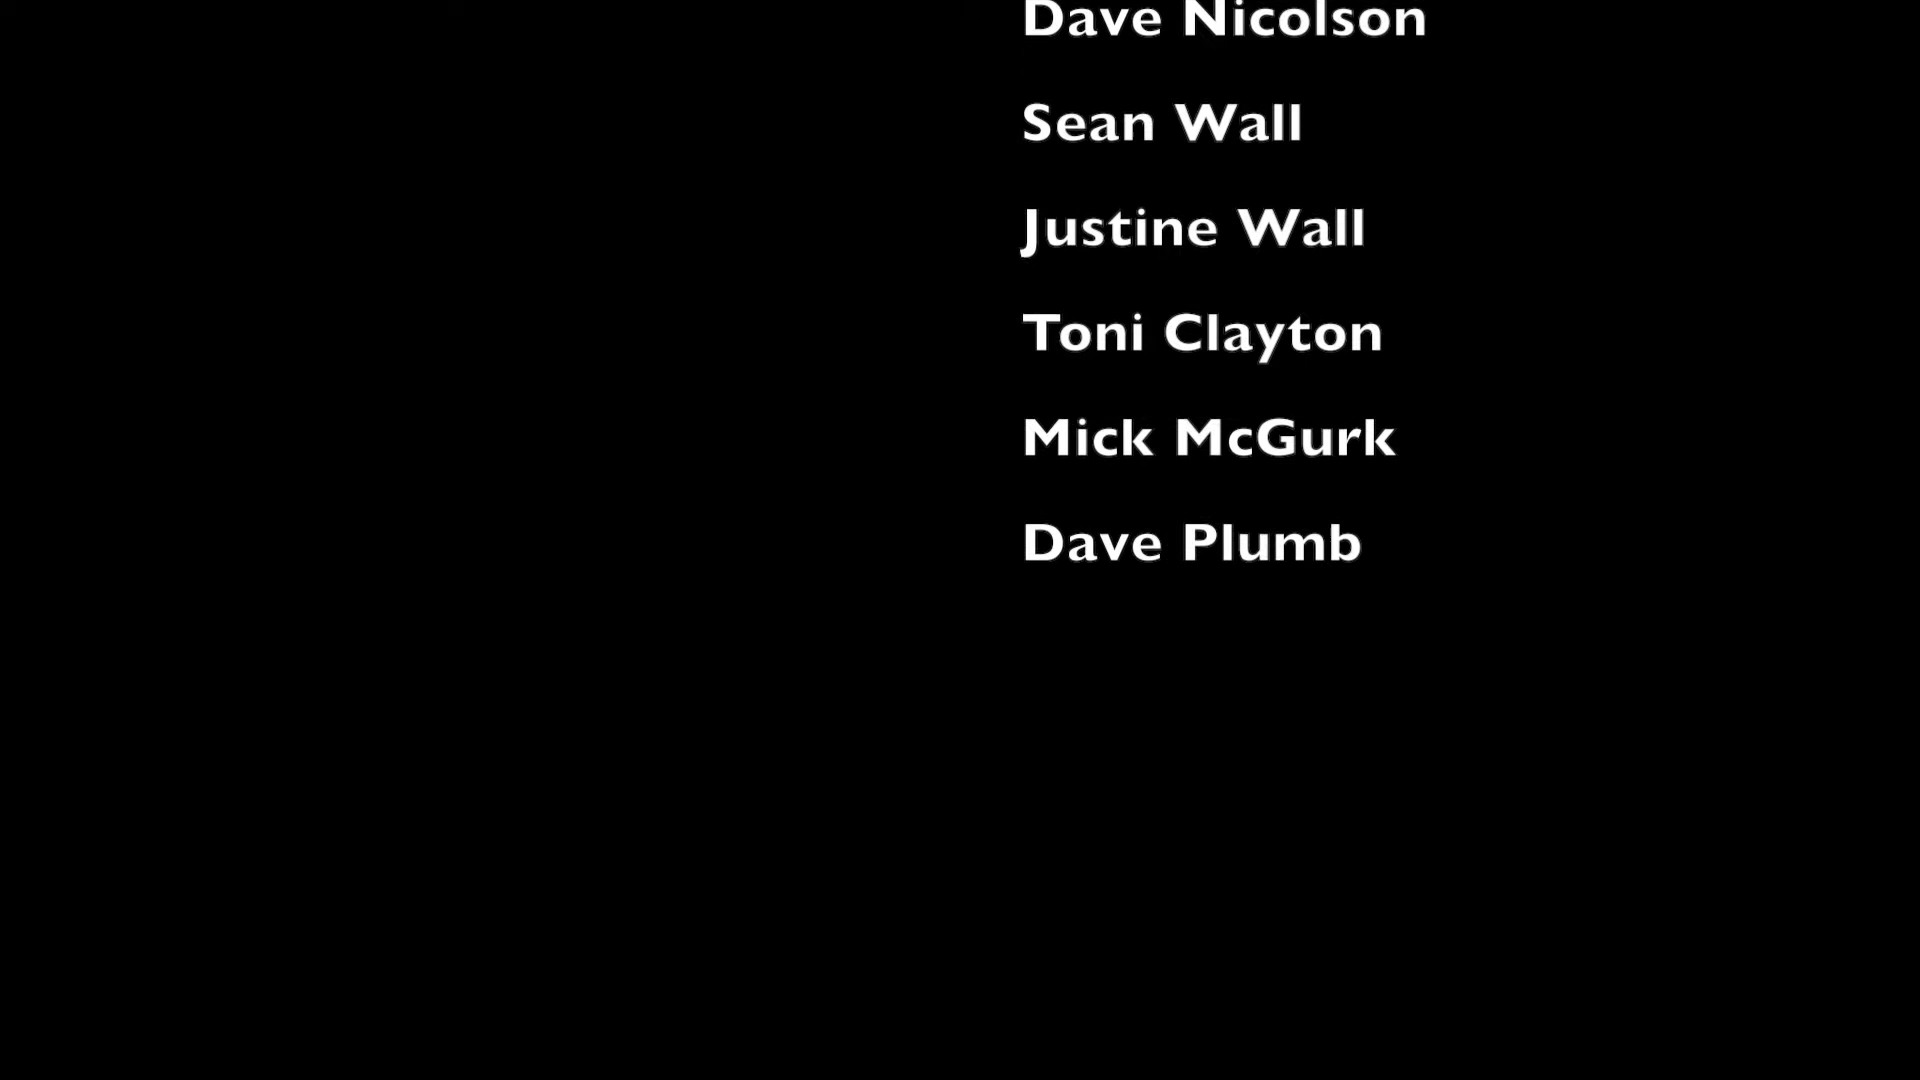 Dave Nicolson
Sean Wall
Justine Wall
Toni Clayton
Mick McGurk
Dave Plumb